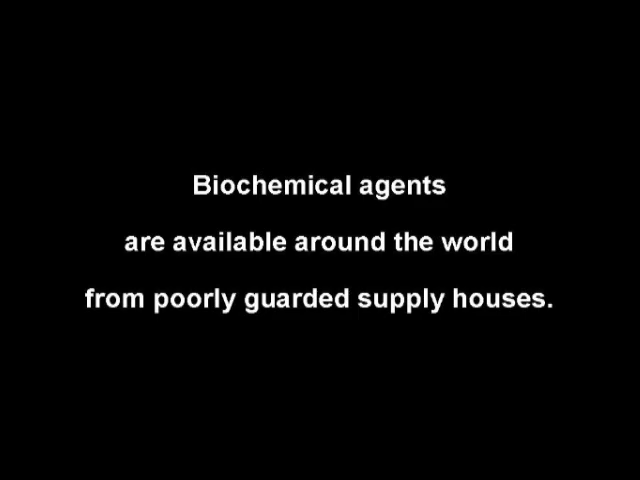 Biochemical agents
are available around the world
from poorly guarded supply houses.